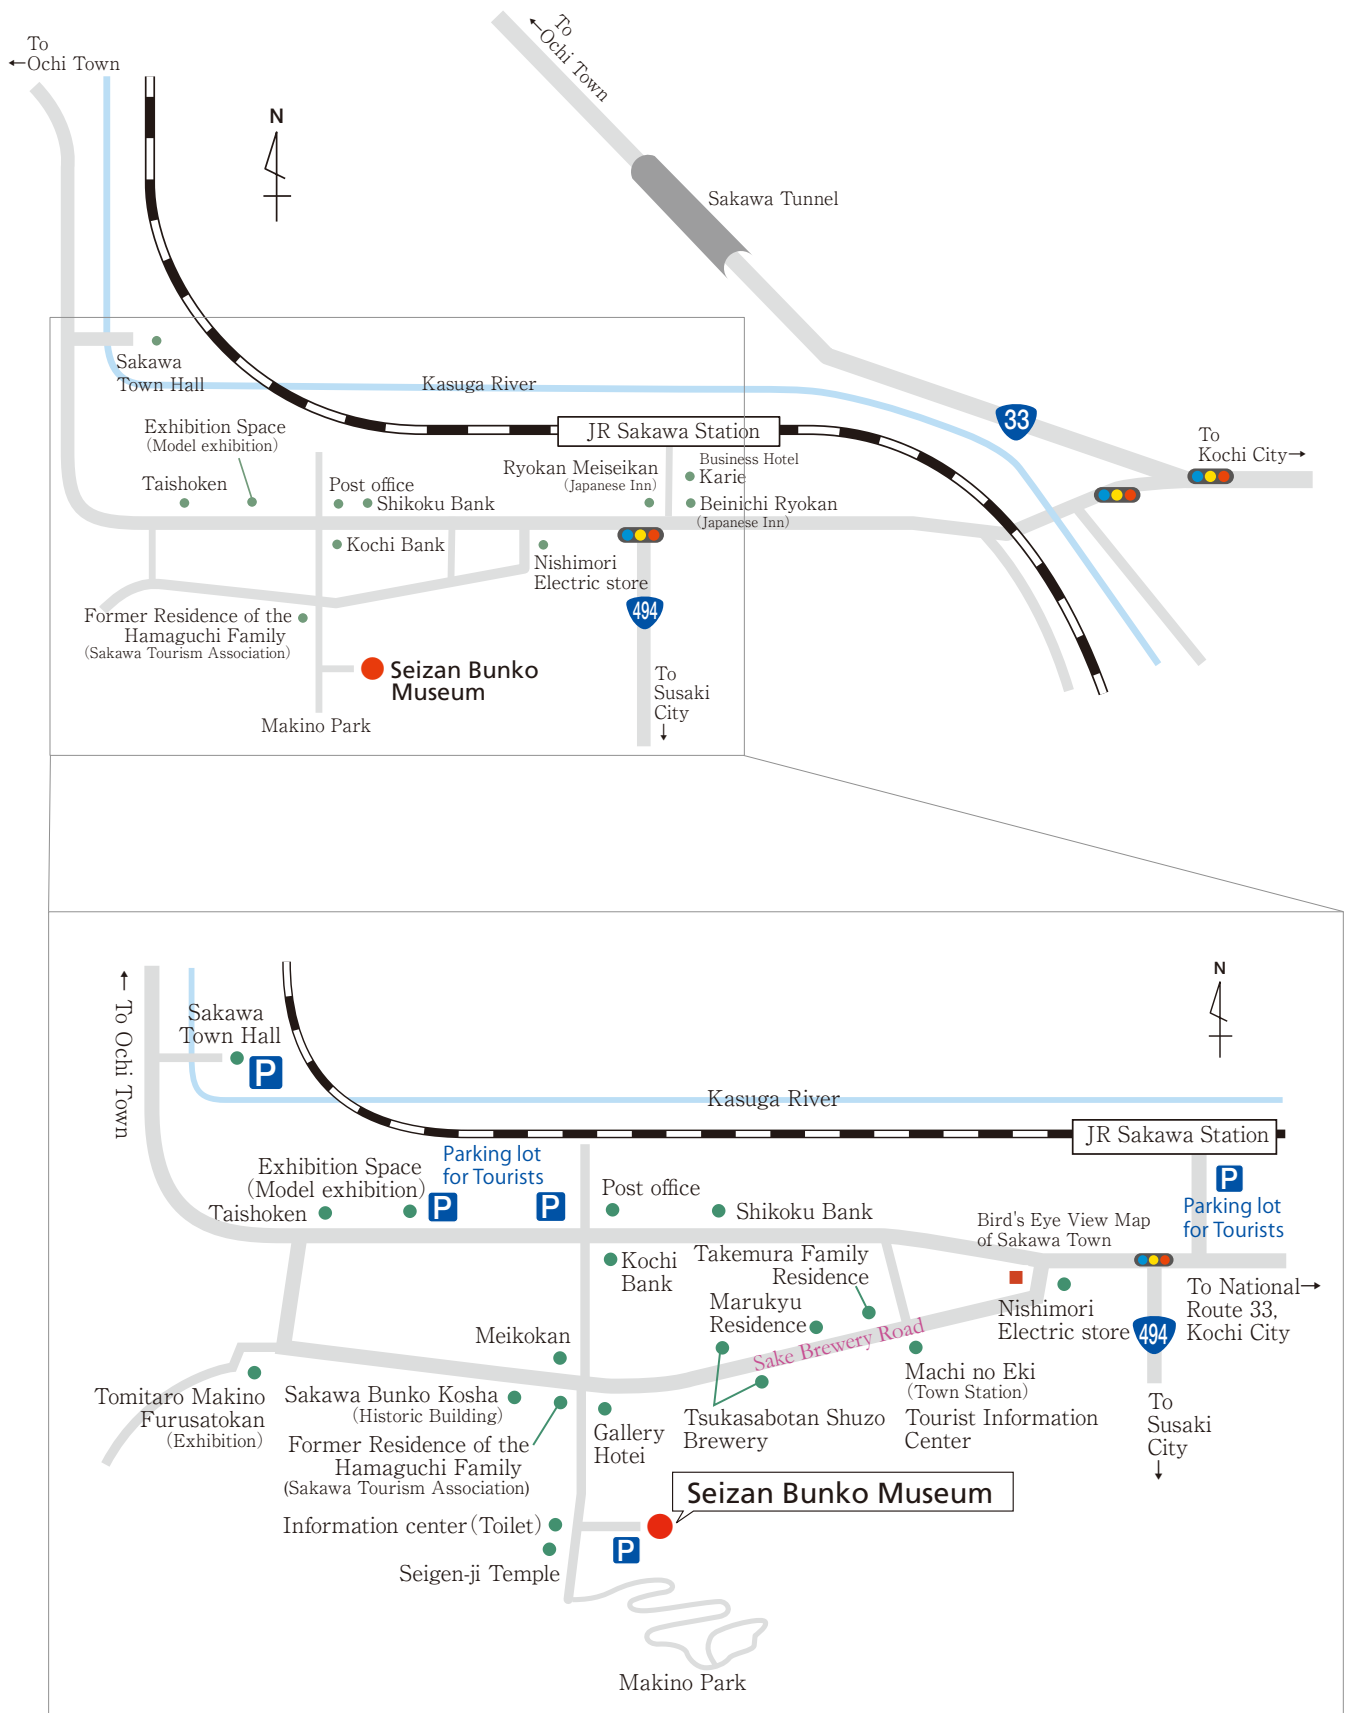 To
←Ochi Town
←To
Ochi Town
N
Sakawa Tunnel
Sakawa
Town Hall
Kasuga River
33
JR Sakawa Station
To
Kochi City→
Exhibition Space
(Model exhibition)
Taishoken
Post office
Shikoku Bank
Ryokan Meiseikan
(Japanese Inn)
Business Hotel
Karie
Beinichi Ryokan
(Japanese Inn)
Kochi Bank
Nishimori
Electric store
494
Former Residence of the
Hamaguchi Family
(Sakawa Tourism Association)
Seizan Bunko
Museum
Makino Park
To
Susaki
City
↓
← To Ochi Town
N
Sakawa
Town Hall
P
Kasuga River
JR Sakawa Station
Parking lot
for Tourists
P
P
Exhibition Space
(Model exhibition)
Taishoken
Post office
Shikoku Bank
P
Parking lot
for Tourists
Bird's Eye View Map
of Sakawa Town
Kochi
Bank
Takemura Family
Residence
Marukyu
Residence
Sake Brewery Road
Nishimori
Electric store
494
To National→
Route 33,
Kochi City
Meikokan
Tomitaro Makino
Furusatokan
(Exhibition)
Sakawa Bunko Kosha
(Historic Building)
Former Residence of the
Hamaguchi Family
(Sakawa Tourism Association)
Gallery
Hotei
Tsukasabotan Shuzo
Brewery
Machi no Eki
(Town Station)
Tourist Information
Center
To
Susaki
City
↓
Seizan Bunko Museum
Information center(Toilet)
P
Seigen-ji Temple
Makino Park